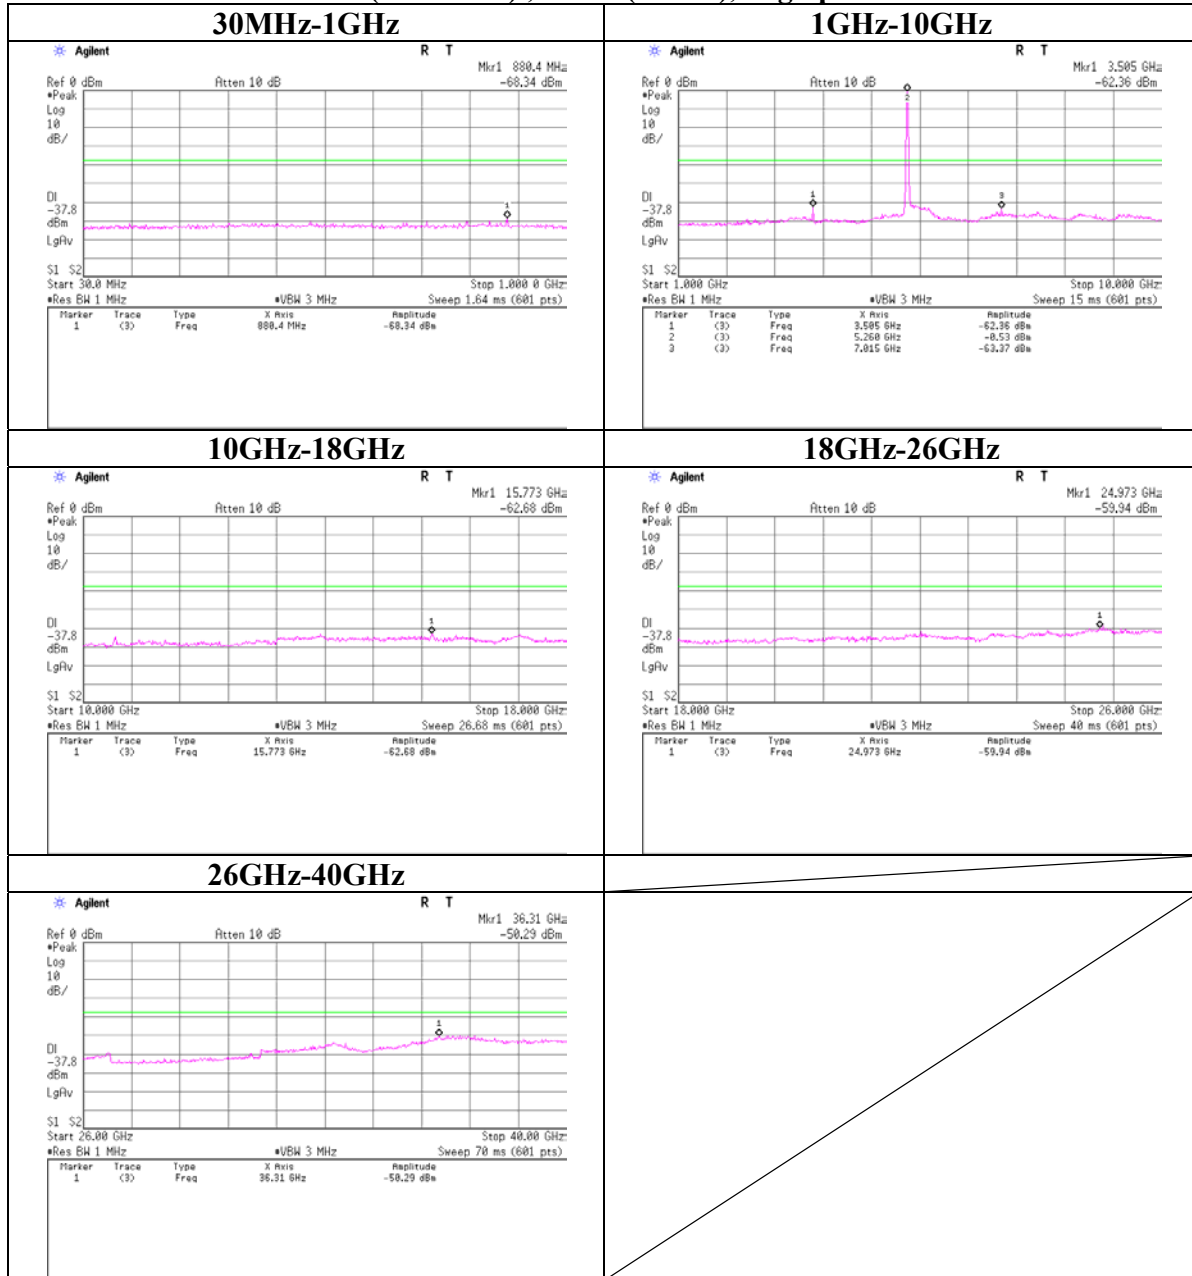 30MHz-1GHz
Agilent R T
Mkr1 880.4 MHz
Ref 0 dBm Atten 10 dB -68.34 dBm
#Peak
Log
10
dB/
1
DI
-37.8
dBm
LgAv
S1 S2
Start 30.0 MHz Stop 1.000 0 GHz
#Res BW 1 MHz #VBW 3 MHz Sweep 1.64 ms (601 pts)
Marker Trace Type X Axis Amplitude
1 (3) Freq 880.4 MHz -68.34 dBm
1GHz-10GHz
Agilent R T
Mkr1 3.505 GHz
Ref 0 dBm Atten 10 dB -62.36 dBm
#Peak
Log
10
dB/
2
1 3
DI
-37.8
dBm
LgAv
S1 S2
Start 1.000 GHz Stop 10.000 GHz
#Res BW 1 MHz #VBW 3 MHz Sweep 15 ms (601 pts)
Marker Trace Type X Axis Amplitude
1 (3) Freq 3.505 GHz -62.36 dBm
2 (3) Freq 5.260 GHz -0.53 dBm
3 (3) Freq 7.015 GHz -63.37 dBm
10GHz-18GHz
Agilent R T
Mkr1 15.773 GHz
Ref 0 dBm Atten 10 dB -62.68 dBm
#Peak
Log
10
dB/
1
DI
-37.8
dBm
LgAv
S1 S2
Start 10.000 GHz Stop 18.000 GHz
#Res BW 1 MHz #VBW 3 MHz Sweep 26.68 ms (601 pts)
Marker Trace Type X Axis Amplitude
1 (3) Freq 15.773 GHz -62.68 dBm
18GHz-26GHz
Agilent R T
Mkr1 24.973 GHz
Ref 0 dBm Atten 10 dB -59.94 dBm
#Peak
Log
10
dB/
1
DI
-37.8
dBm
LgAv
S1 S2
Start 18.000 GHz Stop 26.000 GHz
#Res BW 1 MHz #VBW 3 MHz Sweep 40 ms (601 pts)
Marker Trace Type X Axis Amplitude
1 (3) Freq 24.973 GHz -59.94 dBm
26GHz-40GHz
Agilent R T
Mkr1 36.31 GHz
Ref 0 dBm Atten 10 dB -50.29 dBm
#Peak
Log
10
dB/
1
DI
-37.8
dBm
LgAv
S1 S2
Start 26.00 GHz Stop 40.00 GHz
#Res BW 1 MHz #VBW 3 MHz Sweep 70 ms (601 pts)
Marker Trace Type X Axis Amplitude
1 (3) Freq 36.31 GHz -50.29 dBm